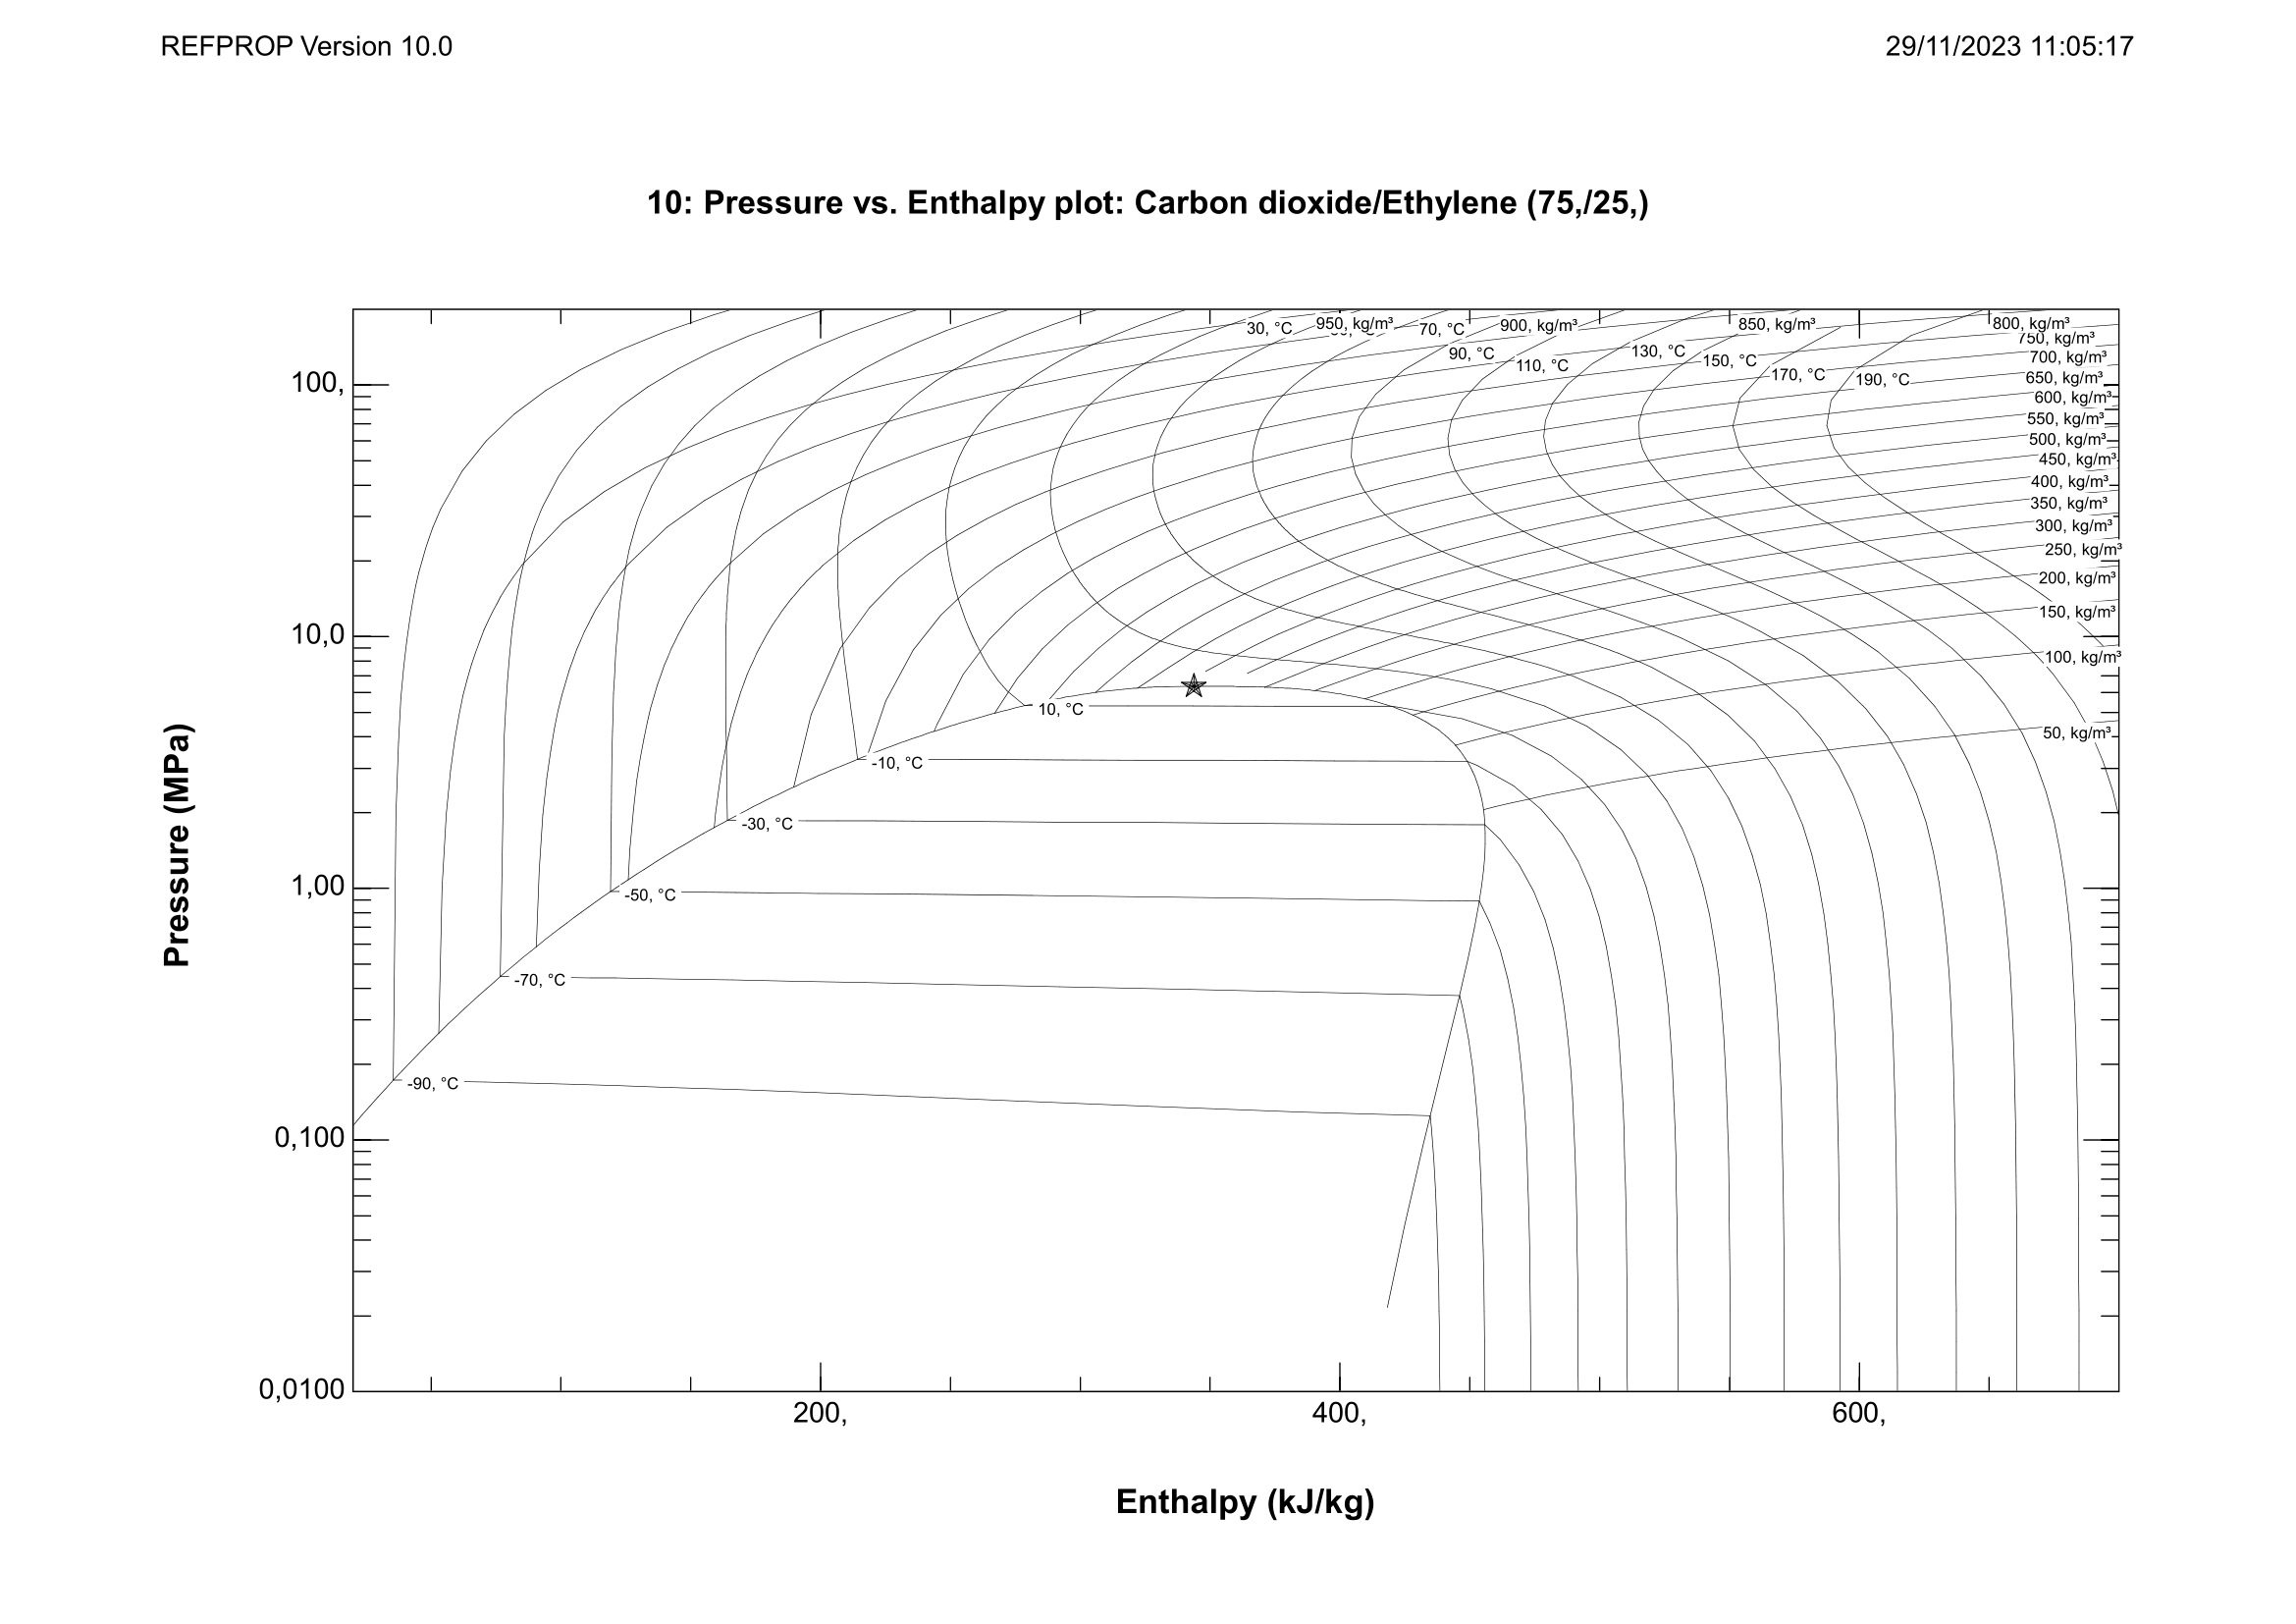 REFPROP Version 10.0
29/11/2023 11:05:17
10: Pressure vs. Enthalpy plot: Carbon dioxide/Ethylene (75,/25,)
Pressure (MPa)
100,
10,0
1,00
0,100
0,0100
30, °C
950, kg/m³
70, °C
900, kg/m³
850, kg/m³
800, kg/m³
750, kg/m³
90, °C
110, °C
130, °C
150, °C
170, °C
190, °C
700, kg/m³
650, kg/m³
600, kg/m³
550, kg/m³
500, kg/m³
450, kg/m³
400, kg/m³
350, kg/m³
300, kg/m³
250, kg/m³
200, kg/m³
150, kg/m³
100, kg/m³
50, kg/m³
10, °C
-10, °C
-30, °C
-50, °C
-70, °C
-90, °C
200,
400,
600,
Enthalpy (kJ/kg)